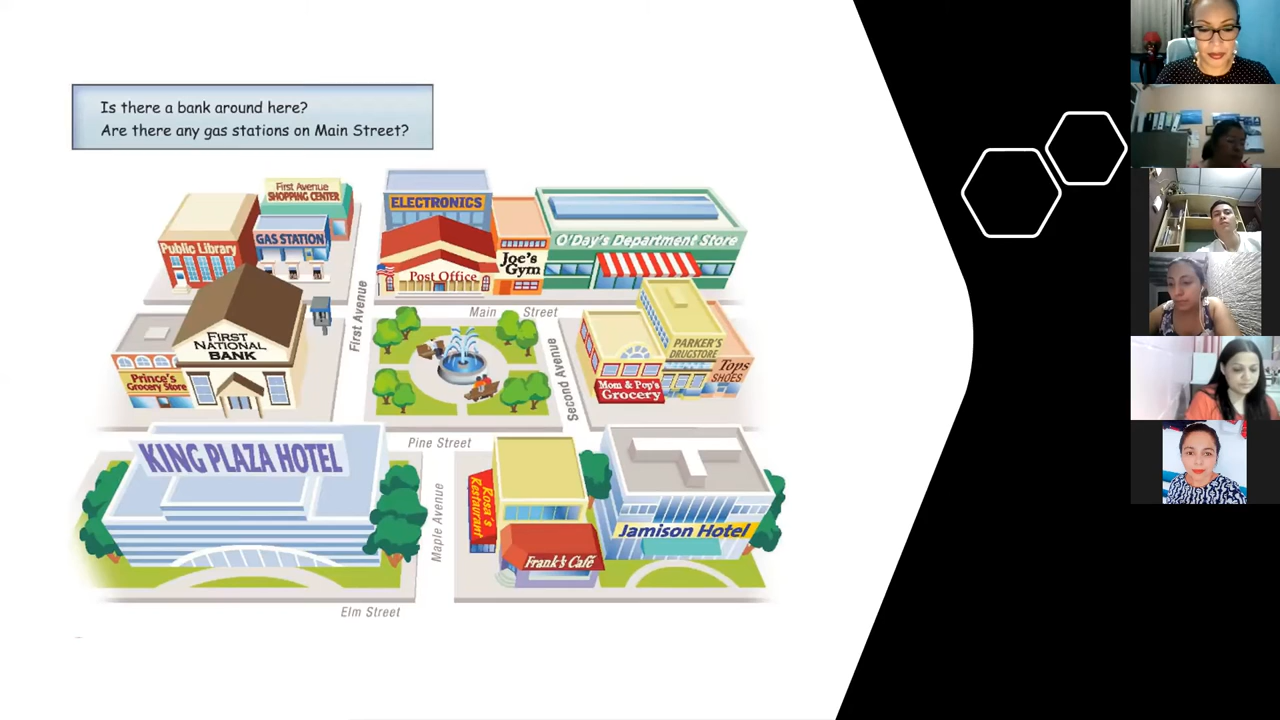 Is there a bank around here?
Are there any gas stations on Main Street?
First Avenue
SHOPPING CENTER
Public Library
GAS STATION
ELECTRONICS
Post Office
Joe's
Gym
O'Day's Department Store
First Avenue
Main Street
FIRST
NATIONAL
BANK
Prince's
Grocery Store
Second Avenue
Mom & Pop's
Grocery
PARKER'S
DRUGSTORE
Tops
SHOES
KING PLAZA HOTEL
Pine Street
Maple Avenue
Rosa's
Restaurant
Frank's Café
Jamison Hotel
Elm Street